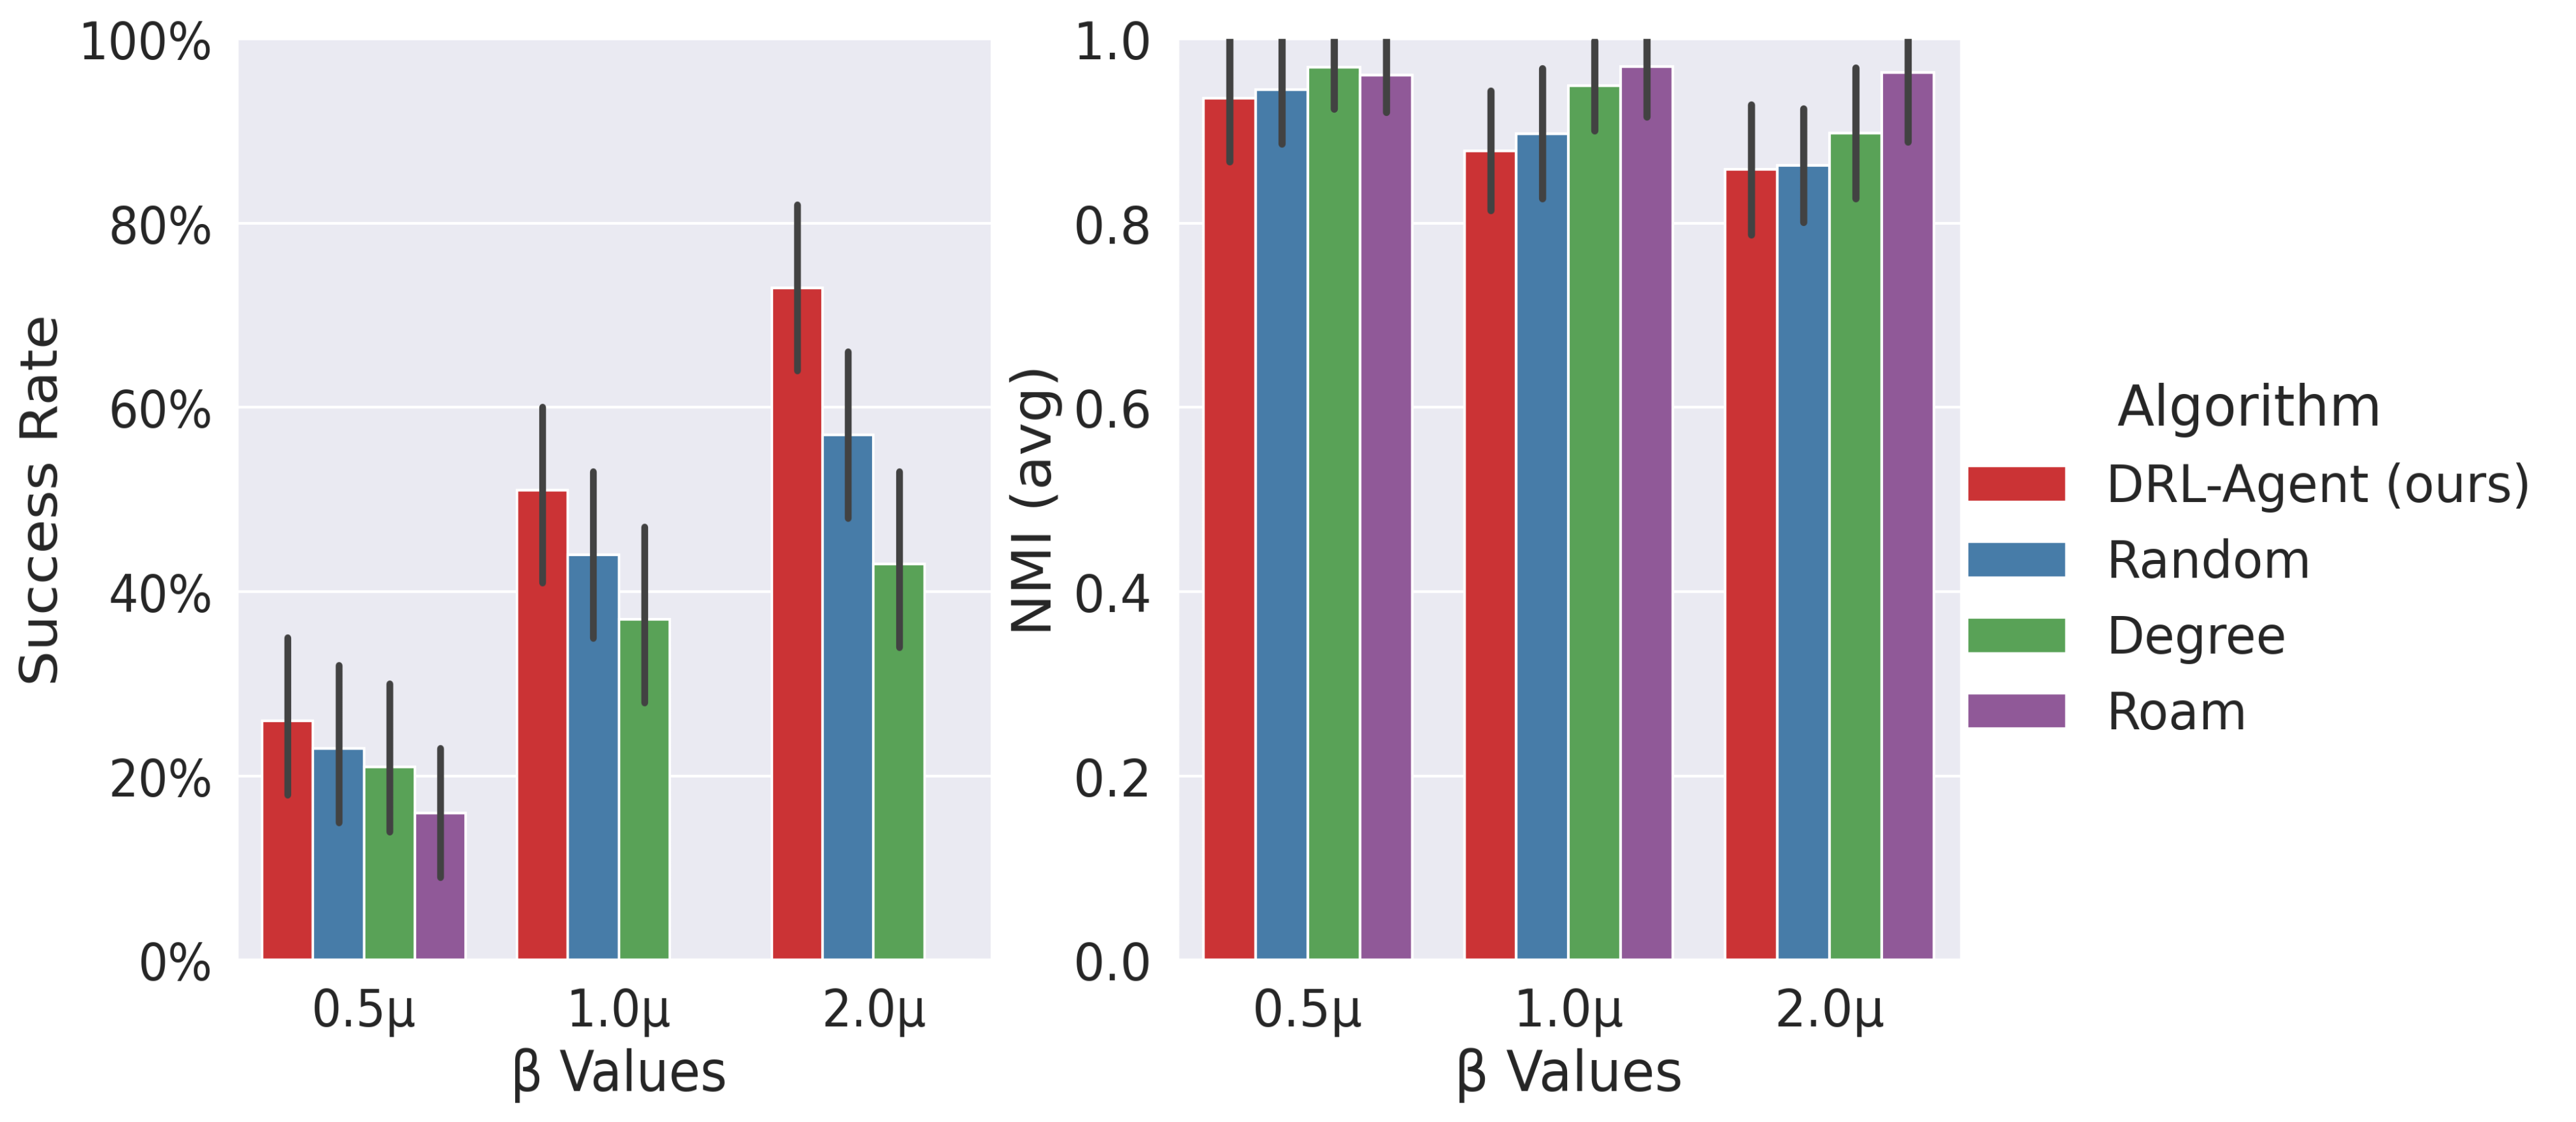 Success Rate
100%
80%
60%
40%
20%
0%
0.5μ 1.0μ 2.0μ
β Values
NMI (avg)
1.0
0.8
0.6
0.4
0.2
0.0
0.5μ 1.0μ 2.0μ
β Values
Algorithm
DRL-Agent (ours)
Random
Degree
Roam